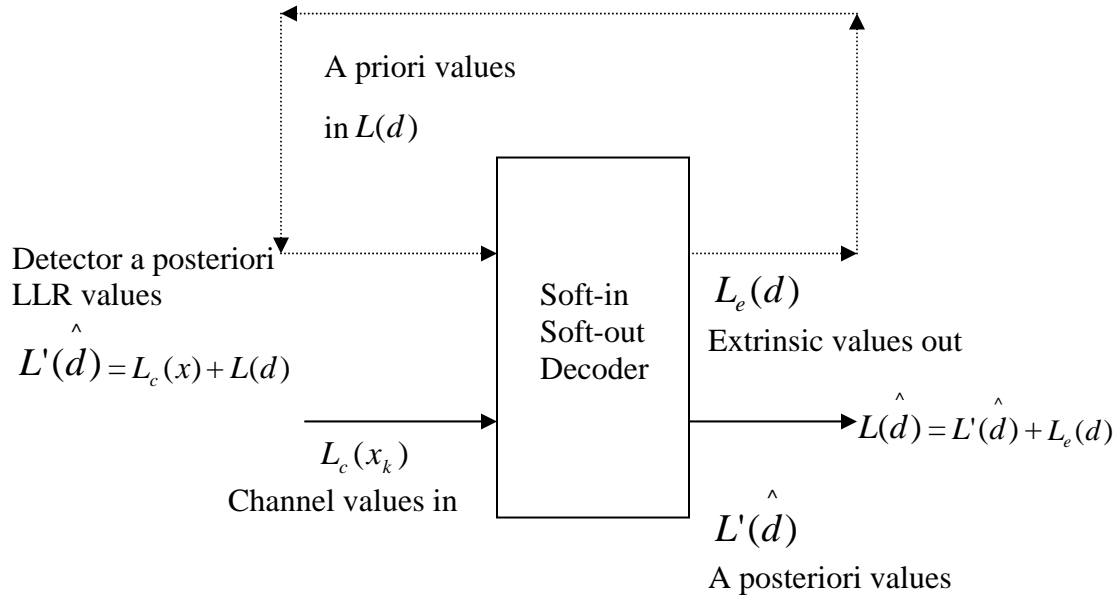 A priori values
in L(d)
Detector a posteriori
LLR values
L'(d̂) = L_c(x) + L(d)
Soft-in
Soft-out
Decoder
L_e(d)
Extrinsic values out
L_c(x_k)
Channel values in
L(d̂) = L'(d̂) + L_e(d)
L'(d̂)
A posteriori values